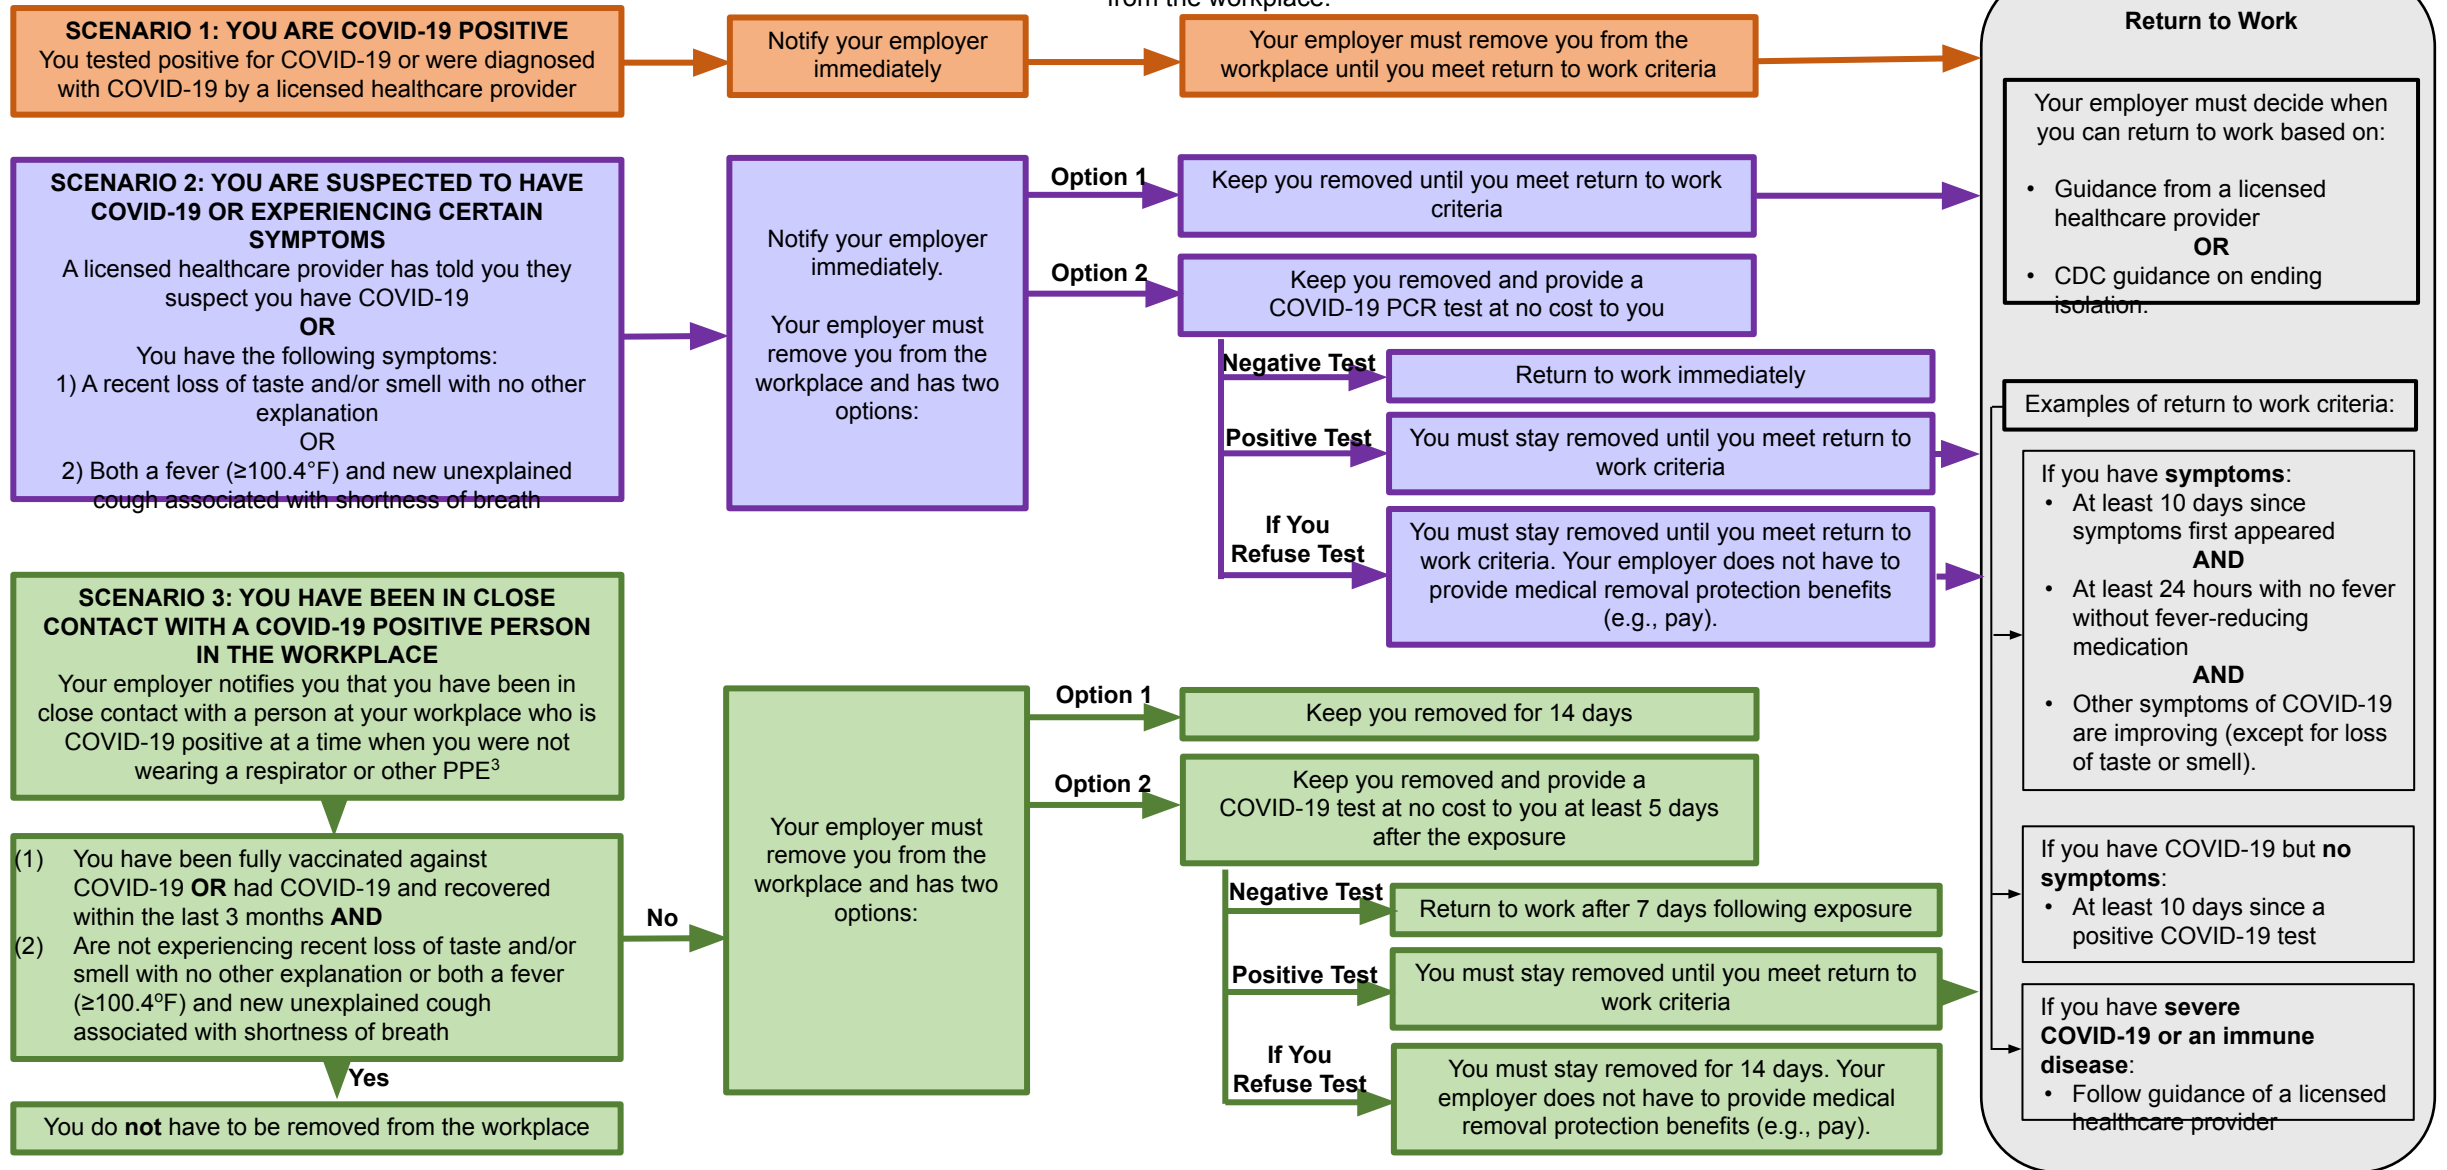 from the workplace.
SCENARIO 1: YOU ARE COVID-19 POSITIVE
You tested positive for COVID-19 or were diagnosed
with COVID-19 by a licensed healthcare provider
Notify your employer
immediately
Your employer must remove you from the
workplace until you meet return to work criteria
SCENARIO 2: YOU ARE SUSPECTED TO HAVE
COVID-19 OR EXPERIENCING CERTAIN
SYMPTOMS
A licensed healthcare provider has told you they
suspect you have COVID-19
OR
You have the following symptoms:
1) A recent loss of taste and/or smell with no other
explanation
OR
2) Both a fever (≥100.4°F) and new unexplained
cough associated with shortness of breath
Notify your employer
immediately.
Your employer must
remove you from the
workplace and has two
options:
Option 1
Keep you removed until you meet return to work
criteria
Option 2
Keep you removed and provide a
COVID-19 PCR test at no cost to you
Negative Test
Return to work immediately
Positive Test
You must stay removed until you meet return to
work criteria
If You
Refuse Test
You must stay removed until you meet return to
work criteria. Your employer does not have to
provide medical removal protection benefits
(e.g., pay).
SCENARIO 3: YOU HAVE BEEN IN CLOSE
CONTACT WITH A COVID-19 POSITIVE PERSON
IN THE WORKPLACE
Your employer notifies you that you have been in
close contact with a person at your workplace who is
COVID-19 positive at a time when you were not
wearing a respirator or other PPE³
(1) You have been fully vaccinated against
COVID-19 OR had COVID-19 and recovered
within the last 3 months AND
(2) Are not experiencing recent loss of taste and/or
smell with no other explanation or both a fever
(≥100.4ºF) and new unexplained cough
associated with shortness of breath
Yes
You do not have to be removed from the workplace
No
Your employer must
remove you from the
workplace and has two
options:
Option 1
Keep you removed for 14 days
Option 2
Keep you removed and provide a
COVID-19 test at no cost to you at least 5 days
after the exposure
Negative Test
Return to work after 7 days following exposure
Positive Test
You must stay removed until you meet return to
work criteria
If You
Refuse Test
You must stay removed for 14 days. Your
employer does not have to provide medical
removal protection benefits (e.g., pay).
Return to Work
Your employer must decide when
you can return to work based on:
• Guidance from a licensed
healthcare provider
OR
• CDC guidance on ending
isolation.
Examples of return to work criteria:
If you have symptoms:
• At least 10 days since
symptoms first appeared
AND
• At least 24 hours with no fever
without fever-reducing
medication
AND
• Other symptoms of COVID-19
are improving (except for loss
of taste or smell).
If you have COVID-19 but no
symptoms:
• At least 10 days since a
positive COVID-19 test
If you have severe
COVID-19 or an immune
disease:
• Follow guidance of a licensed
healthcare provider